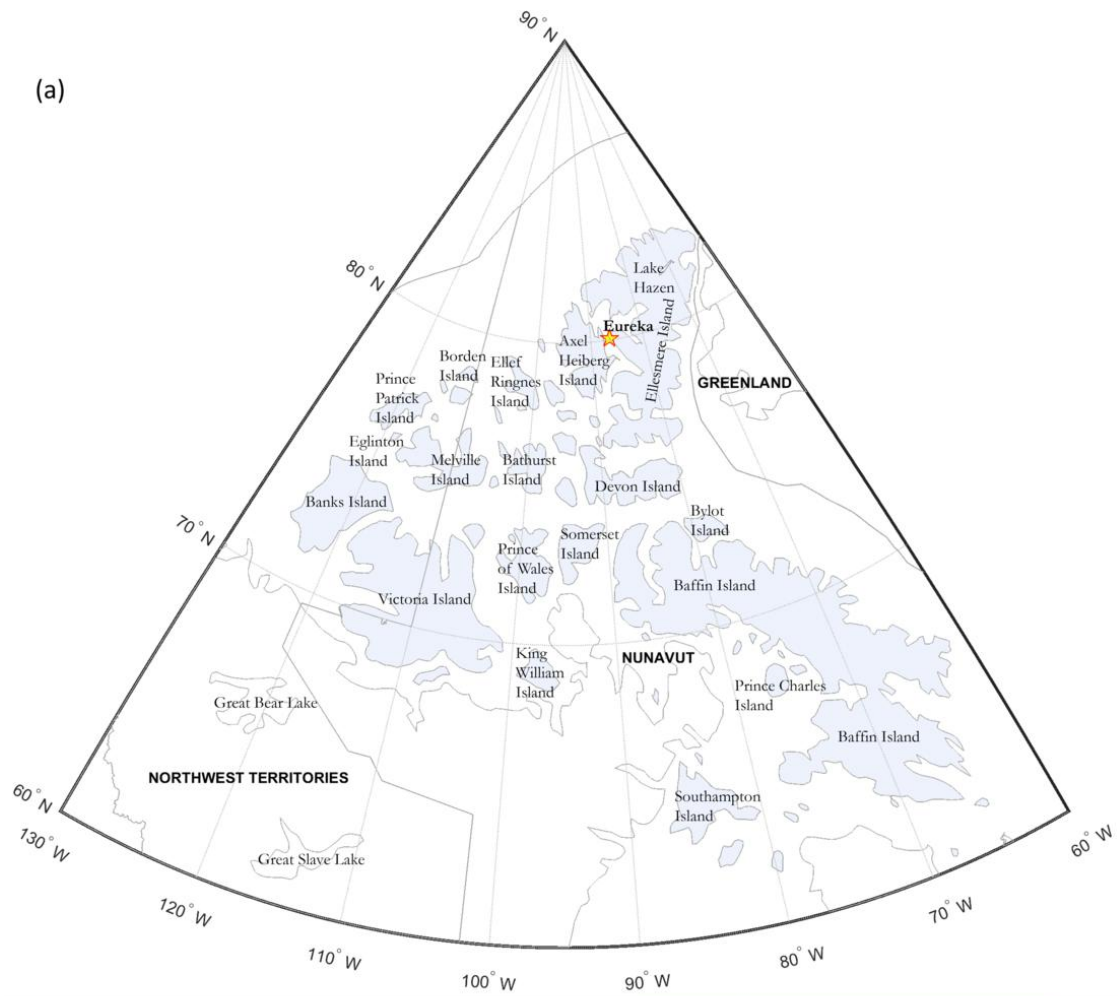 90° N
(a)
80° N
Lake
Hazen
Eureka
Axel
Heiberg
Island
Ellesmere Island
Borden
Island
Ellef
Ringnes
Island
Prince
Patrick
Island
GREENLAND
Eglinton
Island
Melville
Island
Bathurst
Island
Devon Island
Banks Island
Bylot
Island
70° N
Somerset
Island
Prince
of Wales
Island
Baffin Island
Victoria Island
King
William
Island
NUNAVUT
Prince Charles
Island
Great Bear Lake
Baffin Island
NORTHWEST TERRITORIES
Southampton
Island
60° N
130° W
Great Slave Lake
60° W
120° W
70° W
110° W
80° W
100° W
90° W